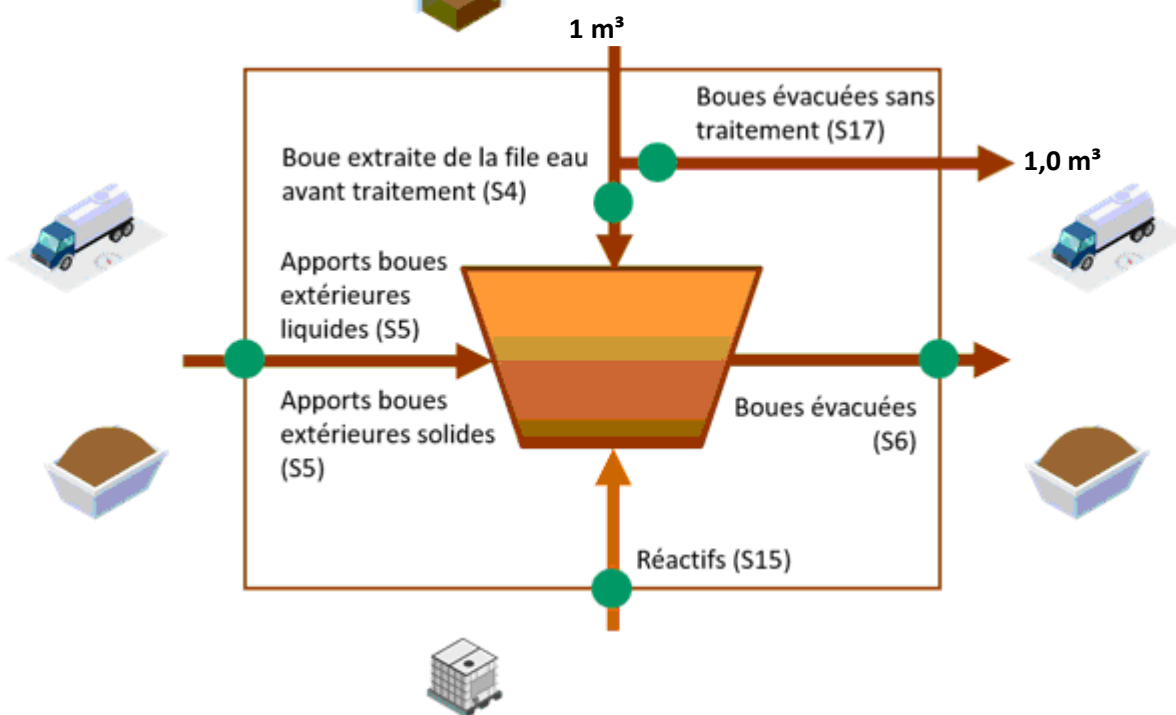 1 m³
Boues évacuées sans
traitement (S17)
Boue extraite de la file eau
avant traitement (S4)
1,0 m³
Apports boues
extérieures
liquides (S5)
Apports boues
extérieures solides
(S5)
Boues évacuées
(S6)
Réactifs (S15)